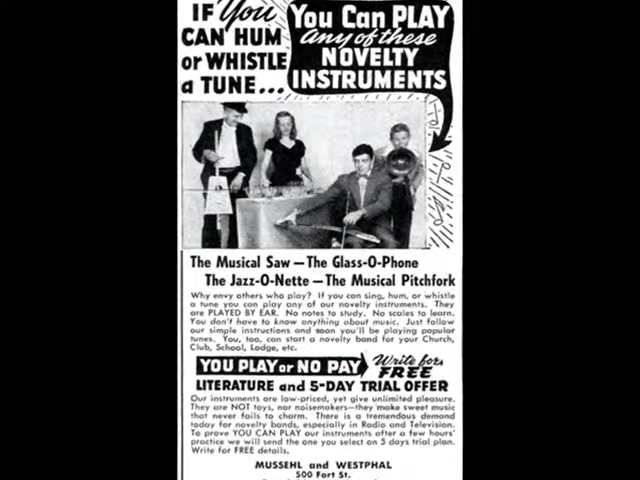 IF You
CAN HUM
or WHISTLE
a TUNE...
You Can PLAY
any of these
NOVELTY
INSTRUMENTS
The Musical Saw — The Glass-O-Phone
The Jazz-O-Nette — The Musical Pitchfork
Why envy others who play? If you can sing, hum, or whistle
a tune you can play any of our novelty instruments. They
are PLAYED BY EAR. No notes to study. No scales to learn.
You don't have to know anything about music. Just follow
our simple instructions and soon you'll be playing popular
tunes. You, too, can start a novelty band for your Church,
Club, School, Lodge, etc.
YOU PLAY or NO PAY
Write for
FREE
LITERATURE and 5-DAY TRIAL OFFER
Our instruments are low-priced, yet give unlimited pleasure.
They are NOT toys, nor noisemakers—they make sweet music
that never fails to charm. There is a tremendous demand
today for novelty bands, especially in Radio and Television.
To prove YOU CAN PLAY our instruments after a few hours'
practice we will send the one you select on 5 days trial plan.
Write for FREE details.
MUSSEHL and WESTPHAL
500 Fort St.